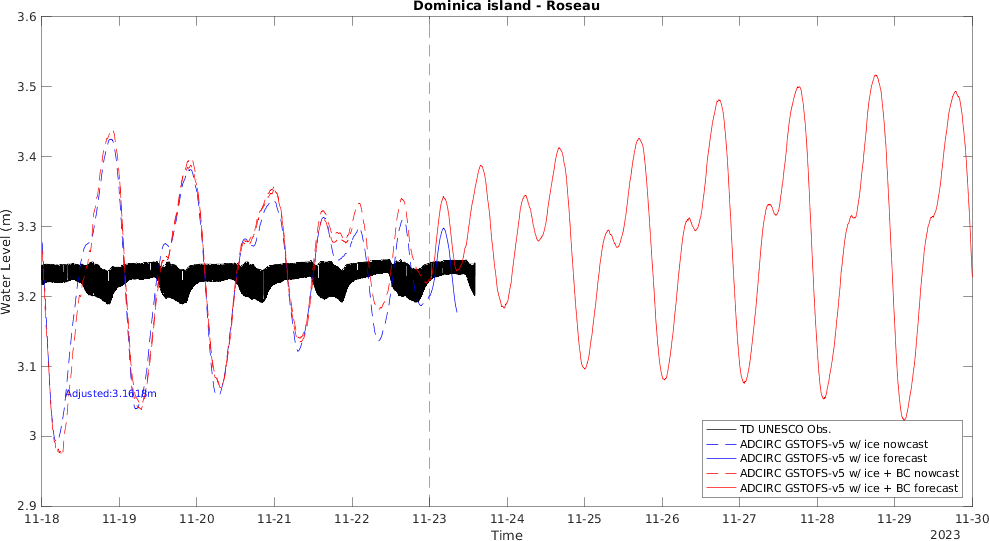 Dominica island - Roseau
3.6
3.5
3.4
3.3
3.2
3.1
3
2.9
Water Level (m)
TD UNESCO Obs.
ADCIRC GSTOFS-v5 w/ ice nowcast
ADCIRC GSTOFS-v5 w/ ice forecast
ADCIRC GSTOFS-v5 w/ ice + BC nowcast
ADCIRC GSTOFS-v5 w/ ice + BC forecast
11-18 11-19 11-20 11-21 11-22 11-23 11-24 11-25 11-26 11-27 11-28 11-29 11-30
Time
2023